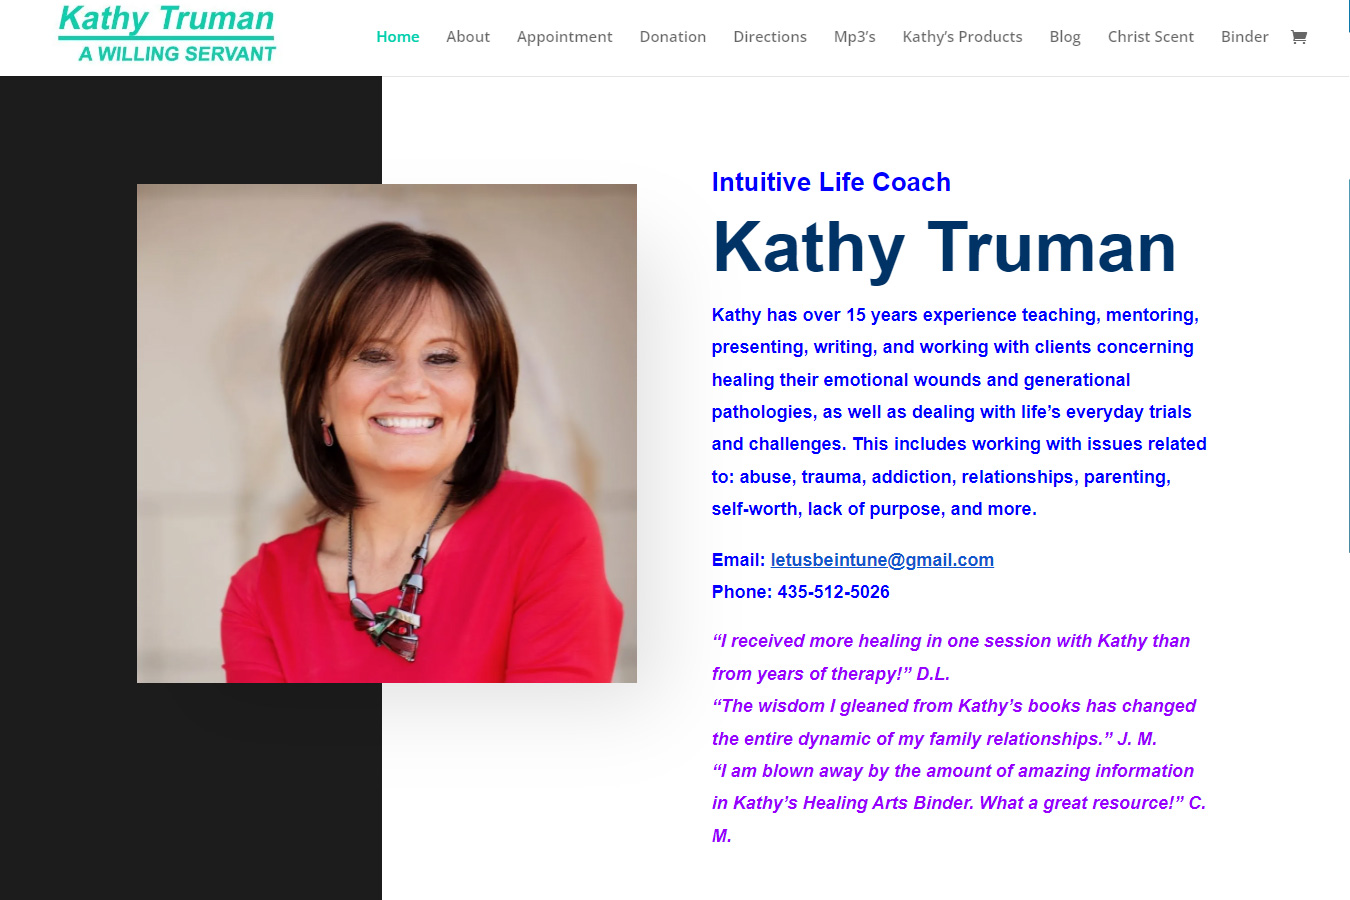 Kathy Truman
A WILLING SERVANT
Home About Appointment Donation Directions Mp3's Kathy's Products Blog Christ Scent Binder
Intuitive Life Coach
Kathy Truman
Kathy has over 15 years experience teaching, mentoring,
presenting, writing, and working with clients concerning
healing their emotional wounds and generational
pathologies, as well as dealing with life’s everyday trials
and challenges. This includes working with issues related
to: abuse, trauma, addiction, relationships, parenting,
self-worth, lack of purpose, and more.
Email: letusbeintune@gmail.com
Phone: 435-512-5026
“I received more healing in one session with Kathy than
from years of therapy!” D.L.
“The wisdom I gleaned from Kathy’s books has changed
the entire dynamic of my family relationships.” J. M.
“I am blown away by the amount of amazing information
in Kathy’s Healing Arts Binder. What a great resource!” C.
M.